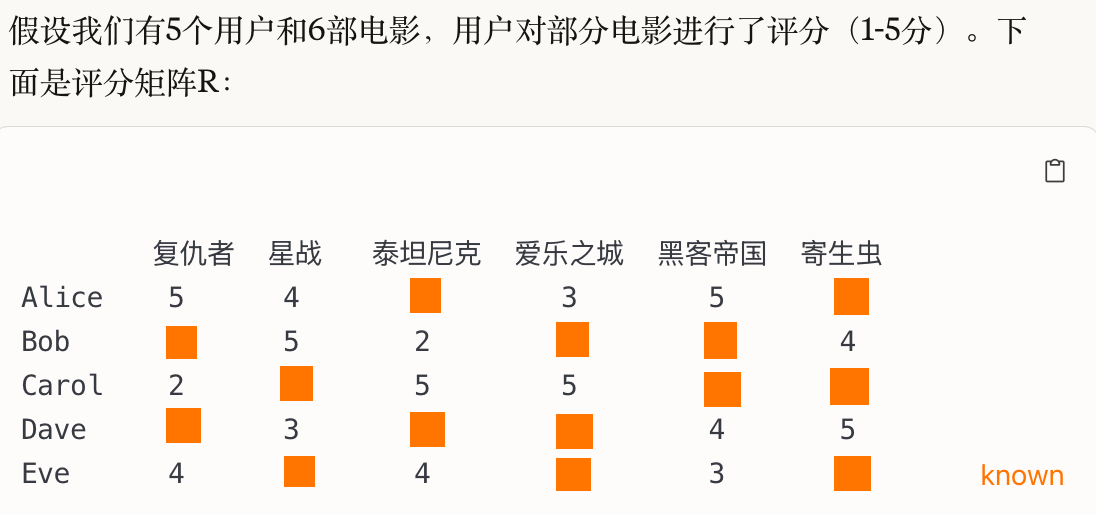 假设我们有5个用户和6部电影，用户对部分电影进行了评分（1-5分）。下
面是评分矩阵R：
复仇者 星战 泰坦尼克 爱乐之城 黑客帝国 寄生虫
Alice 5 4 3 5
Bob 5 2 4
Carol 2 5 5
Dave 3 4 5
Eve 4 4 3 known